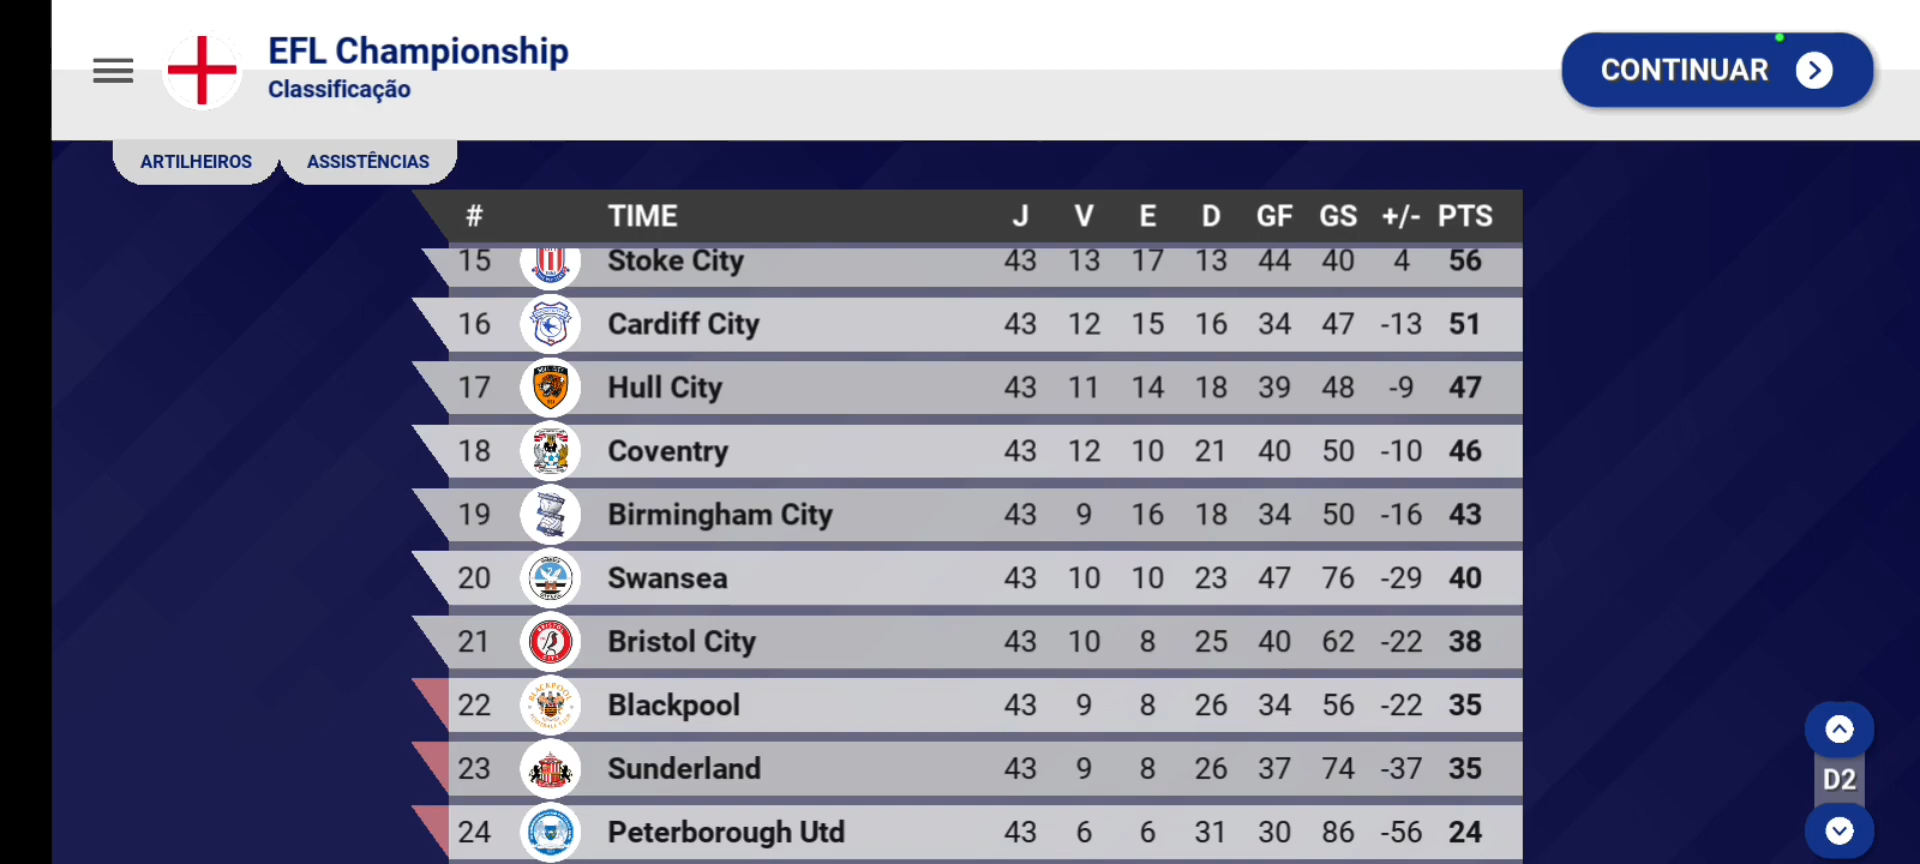 EFL Championship
Classificação
CONTINUAR
ARTILHEIROS ASSISTÊNCIAS
# TIME J V E D GF GS +/- PTS
15 Stoke City 43 13 17 13 44 40 4 56
16 Cardiff City 43 12 15 16 34 47 -13 51
17 Hull City 43 11 14 18 39 48 -9 47
18 Coventry 43 12 10 21 40 50 -10 46
19 Birmingham City 43 9 16 18 34 50 -16 43
20 Swansea 43 10 10 23 47 76 -29 40
21 Bristol City 43 10 8 25 40 62 -22 38
22 Blackpool 43 9 8 26 34 56 -22 35
23 Sunderland 43 9 8 26 37 74 -37 35
24 Peterborough Utd 43 6 6 31 30 86 -56 24
D2